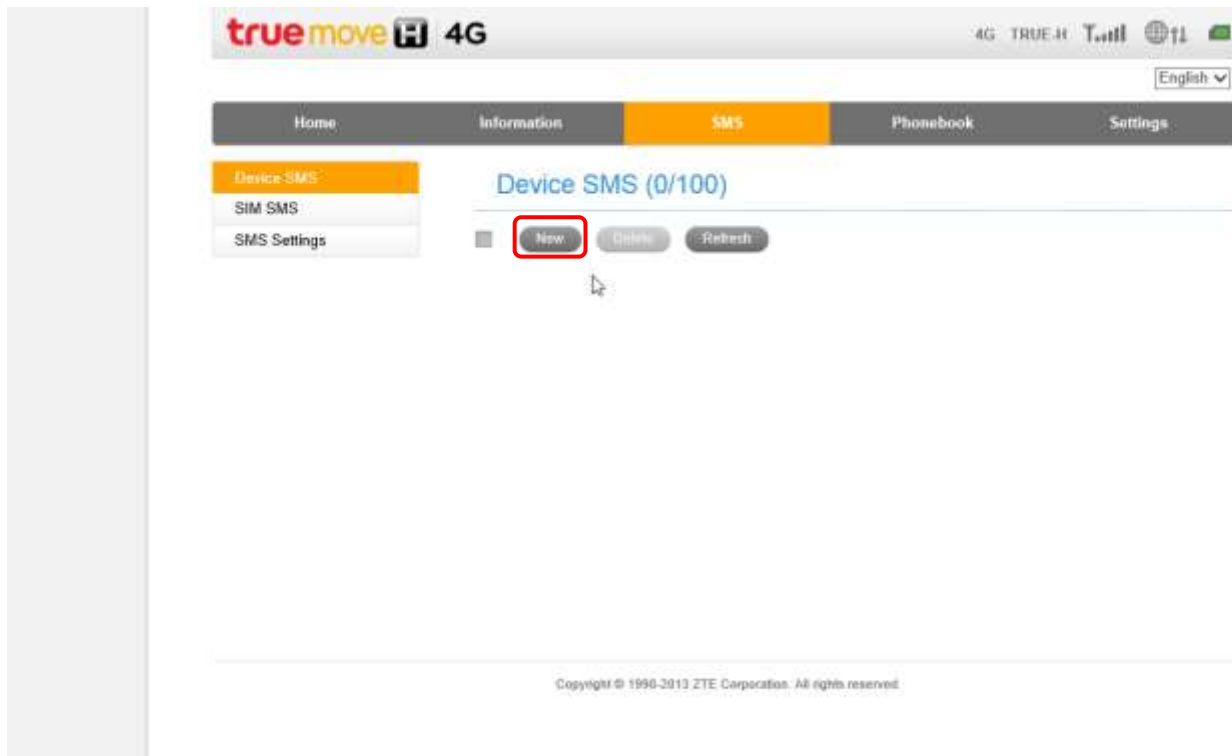 truemove H 4G
4G TRUE-H
English
Home Information SMS Phonebook Settings
Device SMS
SIM SMS
SMS Settings
Device SMS (0/100)
New Delete Refresh
Copyright © 1998-2013 ZTE Corporation. All rights reserved